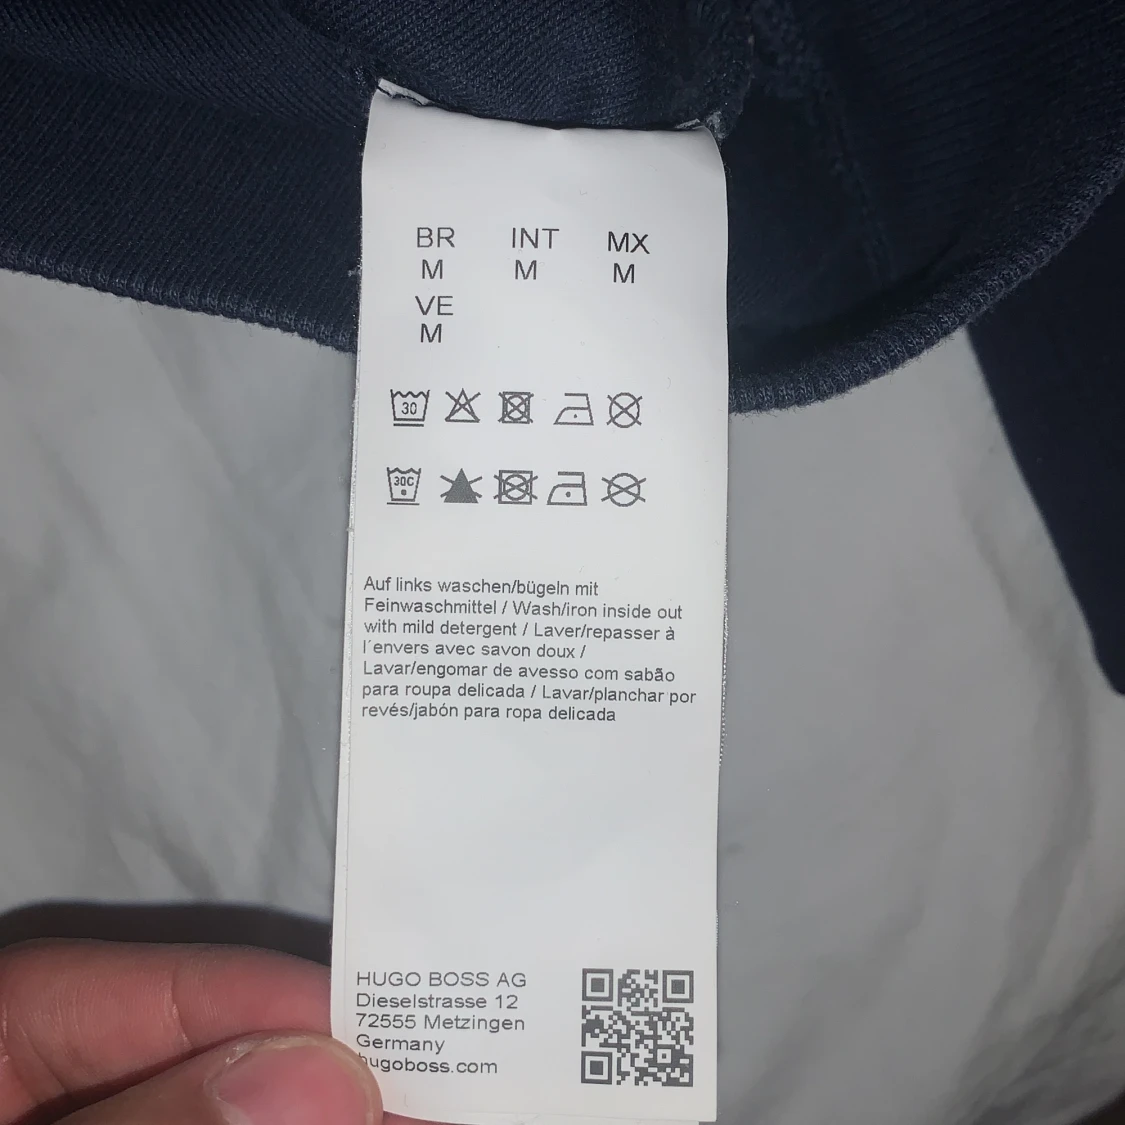 BR INT MX
M M M
VE
M
30
30C
Auf links waschen/bügeln mit
Feinwaschmittel / Wash/iron inside out
with mild detergent / Laver/repasser à
l´envers avec savon doux /
Lavar/engomar de avesso com sabão
para roupa delicada / Lavar/planchar por
revés/jabón para ropa delicada
HUGO BOSS AG
Dieselstrasse 12
72555 Metzingen
Germany
hugoboss.com